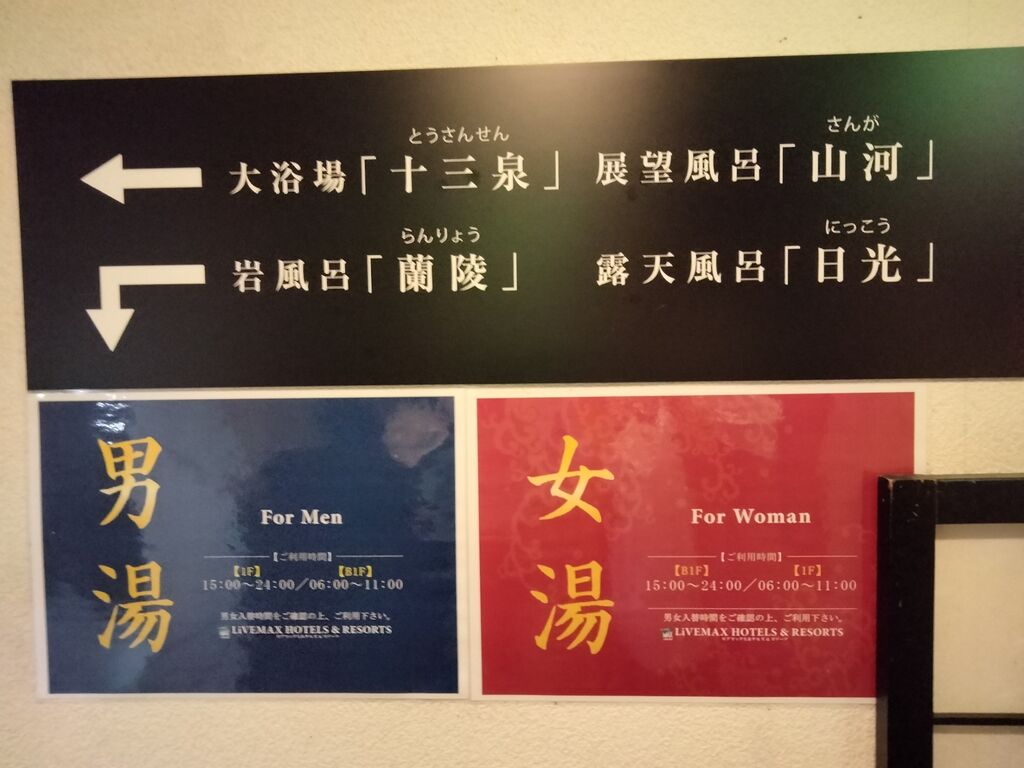 とうさんせん さんが
大浴場「十三泉」 展望風呂「山河」
らんりょう にっこう
岩風呂「蘭陵」 露天風呂「日光」
男湯
For Men
【ご利用時間】
【1F】 【B1F】
15:00～24:00／06:00～11:00
男女入替時間をご確認の上、ご利用下さい。
LiVEMAX HOTELS & RESORTS
女湯
For Woman
【ご利用時間】
【B1F】 【1F】
15:00～24:00／06:00～11:00
男女入替時間をご確認の上、ご利用下さい。
LiVEMAX HOTELS & RESORTS